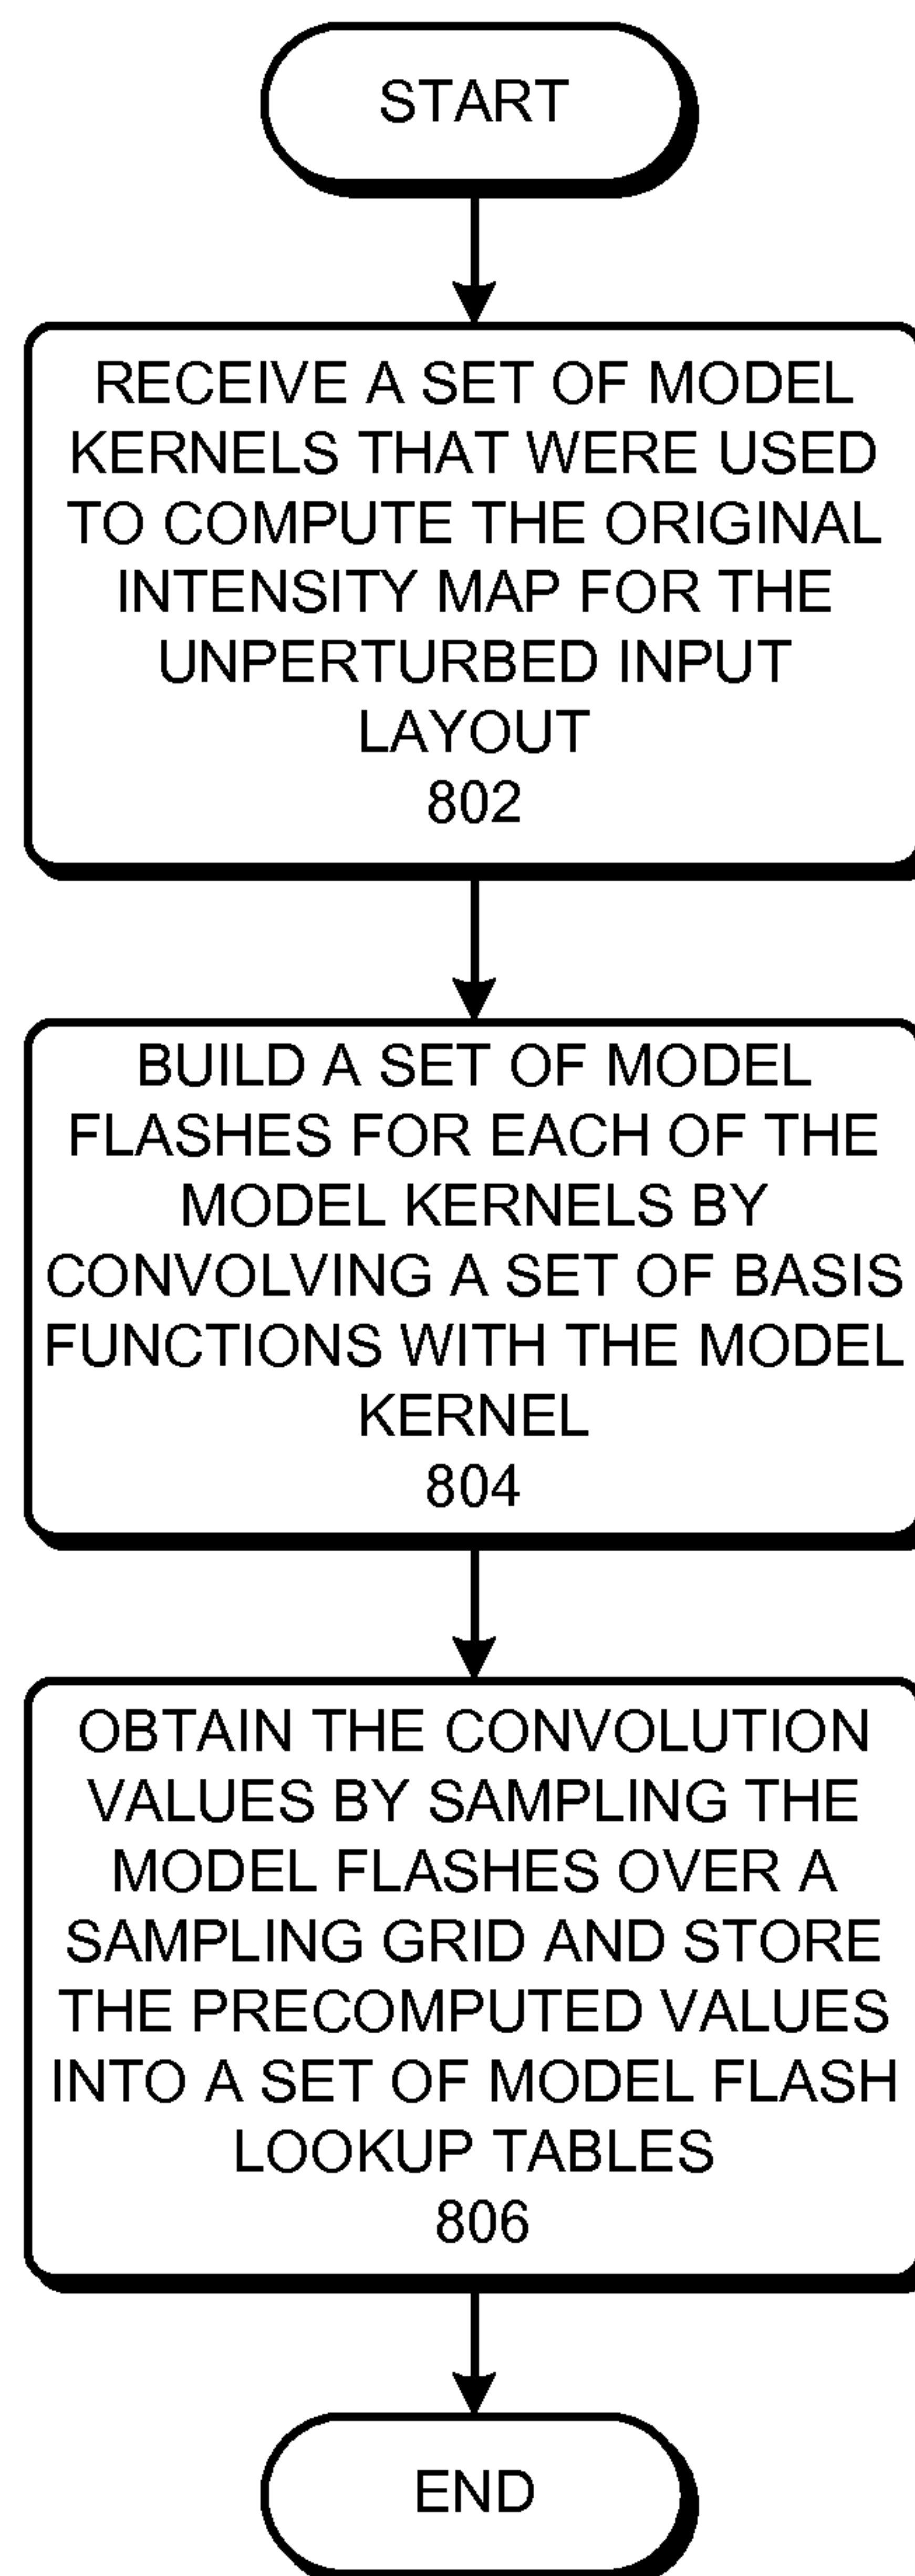 START
RECEIVE A SET OF MODEL
KERNELS THAT WERE USED
TO COMPUTE THE ORIGINAL
INTENSITY MAP FOR THE
UNPERTURBED INPUT
LAYOUT
802
BUILD A SET OF MODEL
FLASHES FOR EACH OF THE
MODEL KERNELS BY
CONVOLVING A SET OF BASIS
FUNCTIONS WITH THE MODEL
KERNEL
804
OBTAIN THE CONVOLUTION
VALUES BY SAMPLING THE
MODEL FLASHES OVER A
SAMPLING GRID AND STORE
THE PRECOMPUTED VALUES
INTO A SET OF MODEL FLASH
LOOKUP TABLES
806
END